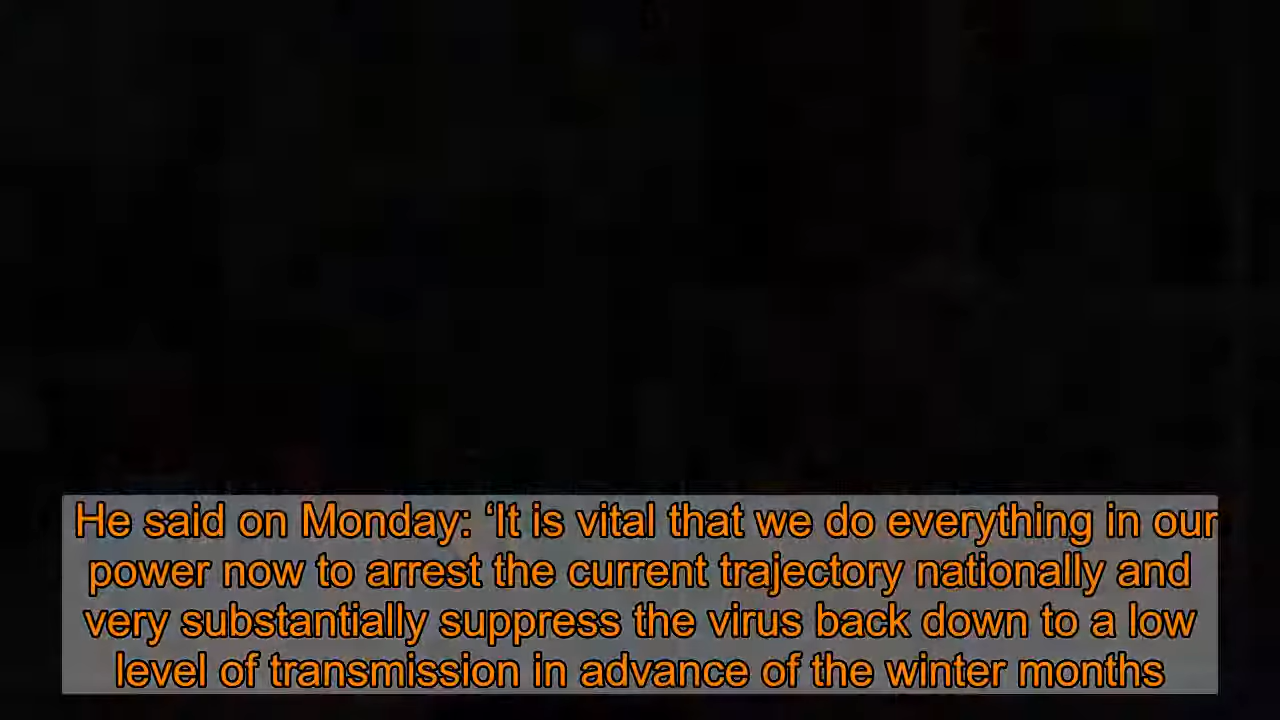 He said on Monday: ‘It is vital that we do everything in our
power now to arrest the current trajectory nationally and
very substantially suppress the virus back down to a low
level of transmission in advance of the winter months